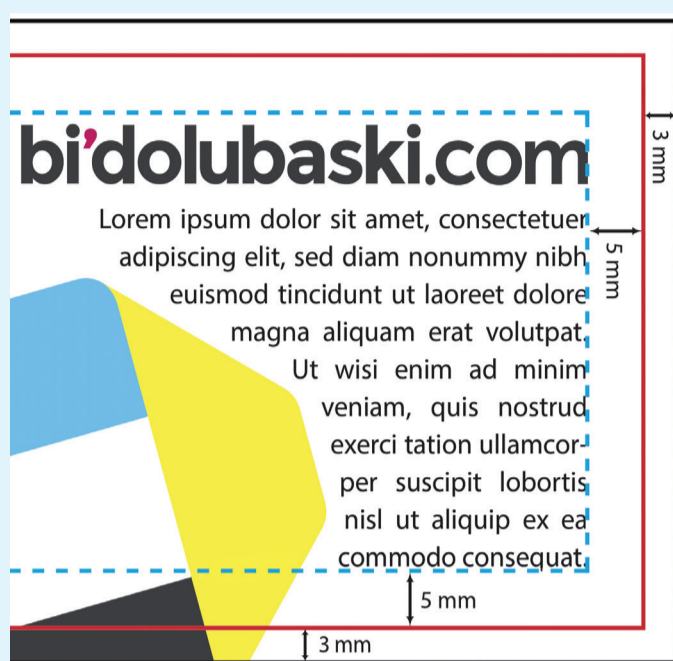 bi'dolubaski.com
3 mm
Lorem ipsum dolor sit amet, consectetuer
5 mm
adipiscing elit, sed diam nonummy nibh
euismod tincidunt ut laoreet dolore
magna aliquam erat volutpat.
Ut wisi enim ad minim
veniam, quis nostrud
exerci tation ullamcor-
per suscipit lobortis
nisl ut aliquip ex ea
commodo consequat.
5 mm
3 mm